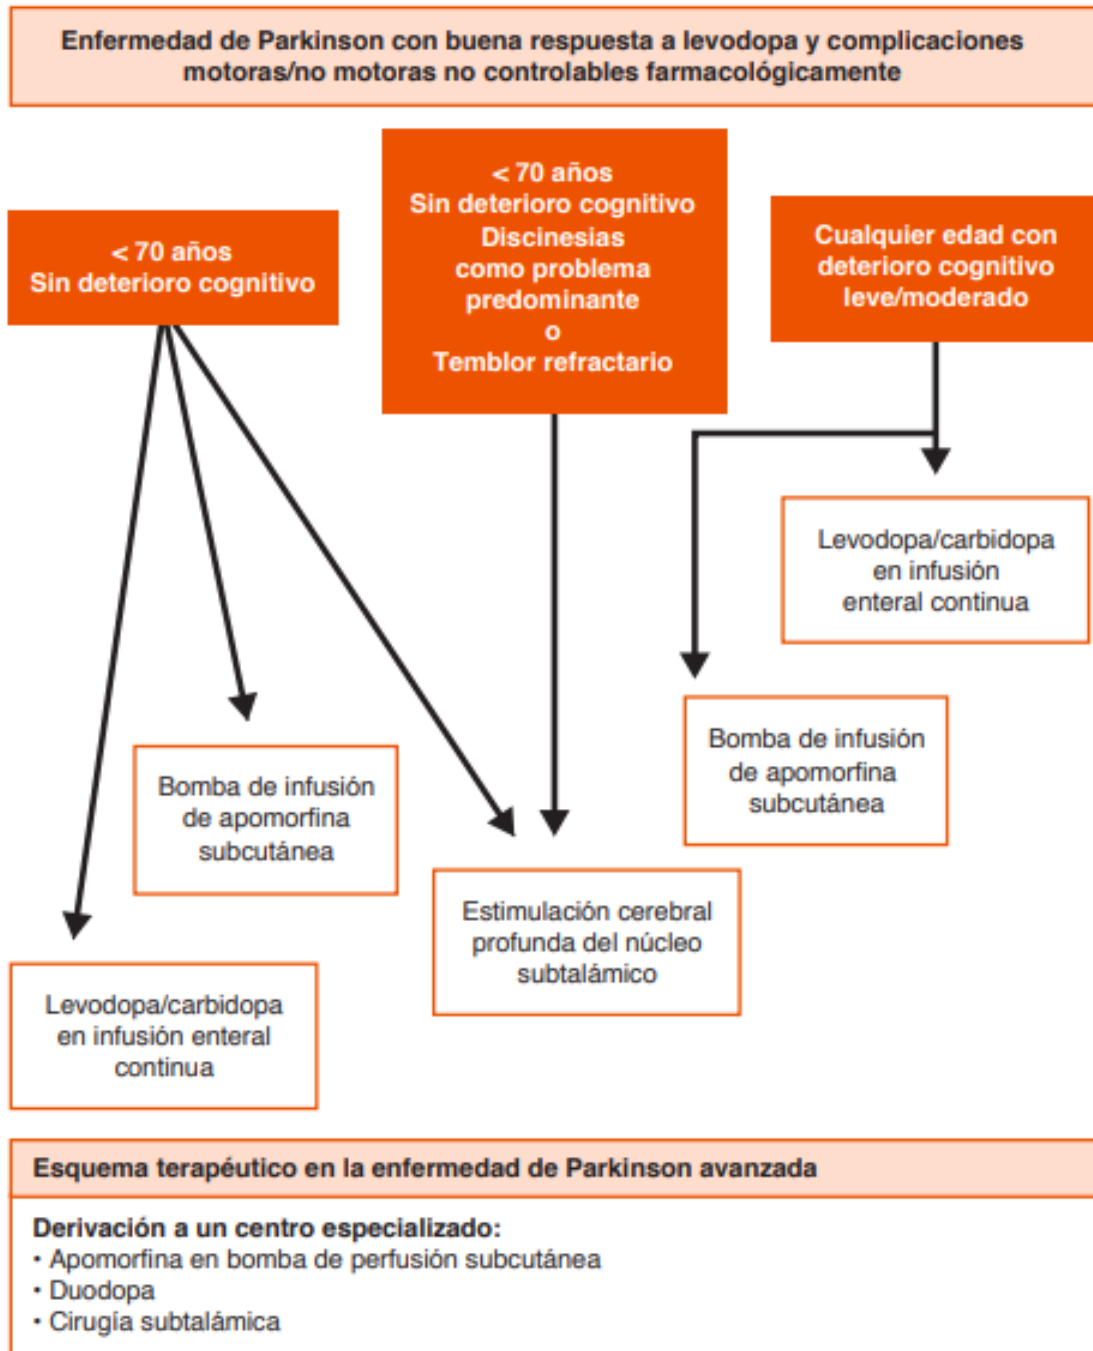 Enfermedad de Parkinson con buena respuesta a levodopa y complicaciones
motoras/no motoras no controlables farmacológicamente
< 70 años
Sin deterioro cognitivo
< 70 años
Sin deterioro cognitivo
Discinesias
como problema
predominante
o
Temblor refractario
Cualquier edad con
deterioro cognitivo
leve/moderado
Levodopa/carbidopa
en infusión enteral
continua
Bomba de infusión
de apomorfina
subcutánea
Estimulación cerebral
profunda del núcleo
subtalámico
Bomba de infusión
de apomorfina
subcutánea
Levodopa/carbidopa
en infusión
enteral continua
Esquema terapéutico en la enfermedad de Parkinson avanzada
Derivación a un centro especializado:
• Apomorfina en bomba de perfusión subcutánea
• Duodopa
• Cirugía subtalámica